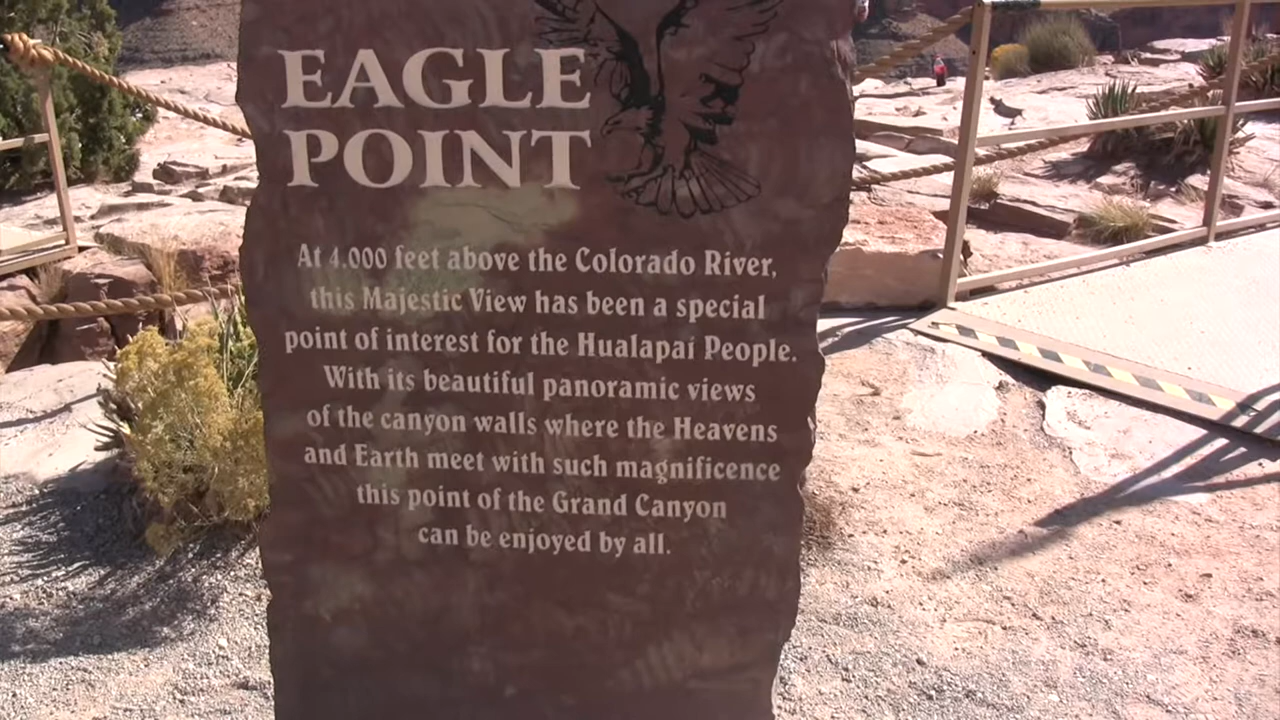 EAGLE
POINT
At 4.000 feet above the Colorado River,
this Majestic View has been a special
point of interest for the Hualapai People.
With its beautiful panoramic views
of the canyon walls where the Heavens
and Earth meet with such magnificence
this point of the Grand Canyon
can be enjoyed by all.